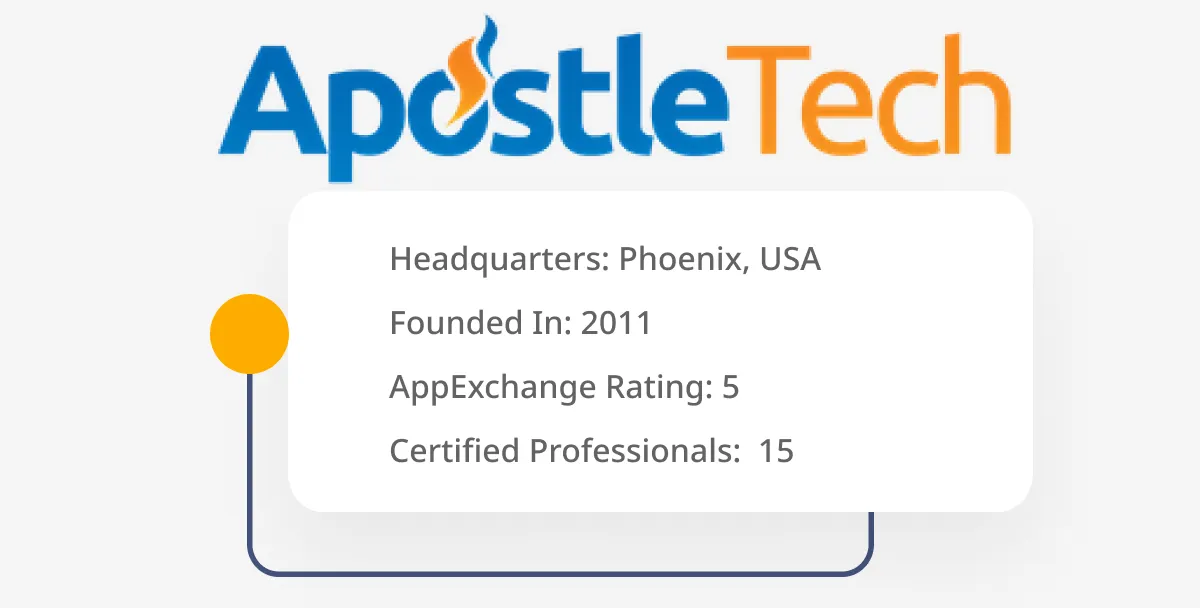 ApostleTech
Headquarters: Phoenix, USA
Founded In: 2011
AppExchange Rating: 5
Certified Professionals:  15